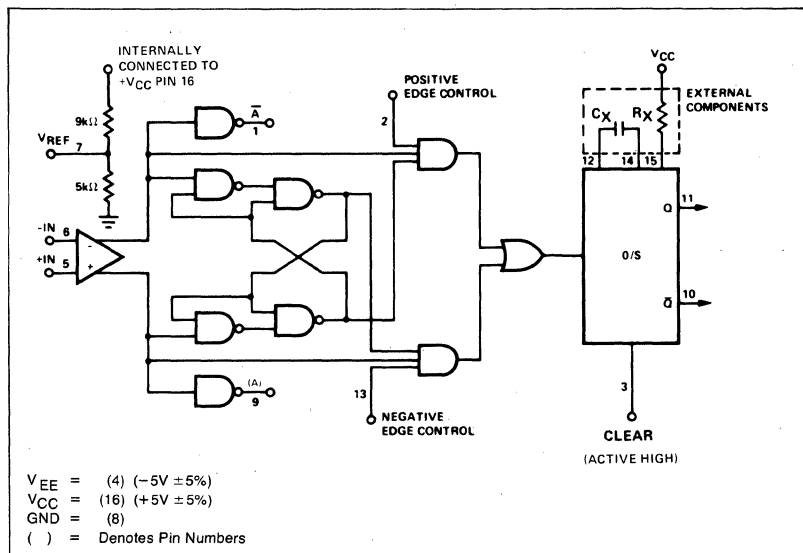 INTERNALLY
CONNECTED TO
+VCC PIN 16
9kΩ
VREF
7
5kΩ
-IN 6
+IN 5
-
+
A̅
1
(A)
9
POSITIVE
EDGE CONTROL
2
13
NEGATIVE
EDGE CONTROL
VCC
EXTERNAL
COMPONENTS
CX
RX
12
14
15
O/S
Q
11
Q̅
10
3
CLEAR
(ACTIVE HIGH)
VEE = (4) (−5V ±5%)
VCC = (16) (+5V ±5%)
GND = (8)
( ) = Denotes Pin Numbers